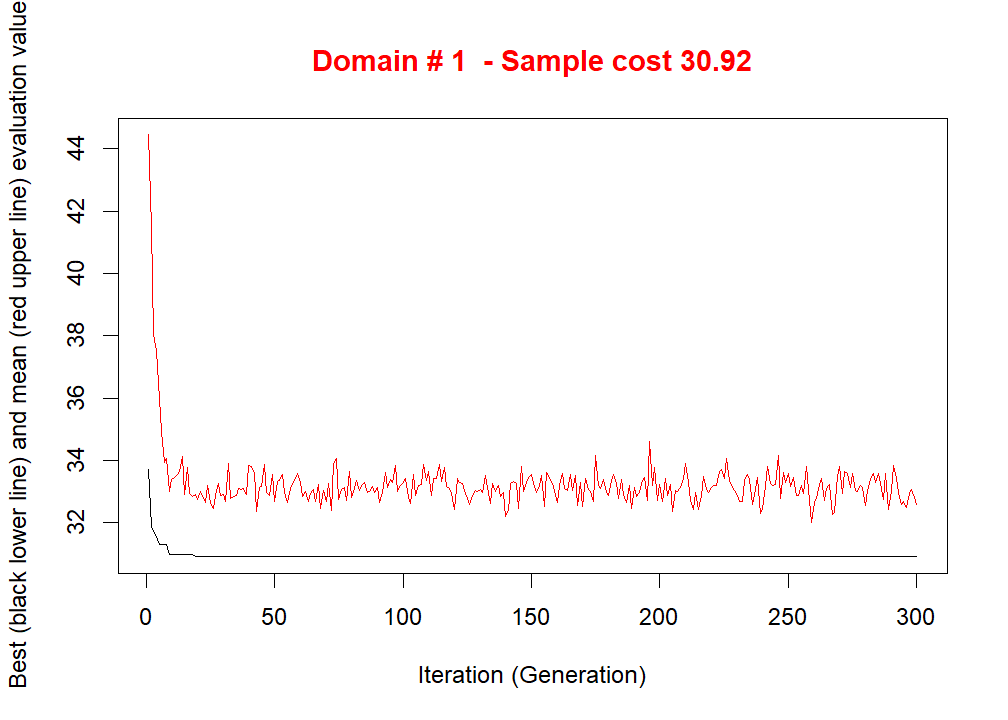 Domain # 1  - Sample cost 30.92
Best (black lower line) and mean (red upper line) evaluation value
44
42
40
38
36
34
32
0 50 100 150 200 250 300
Iteration (Generation)